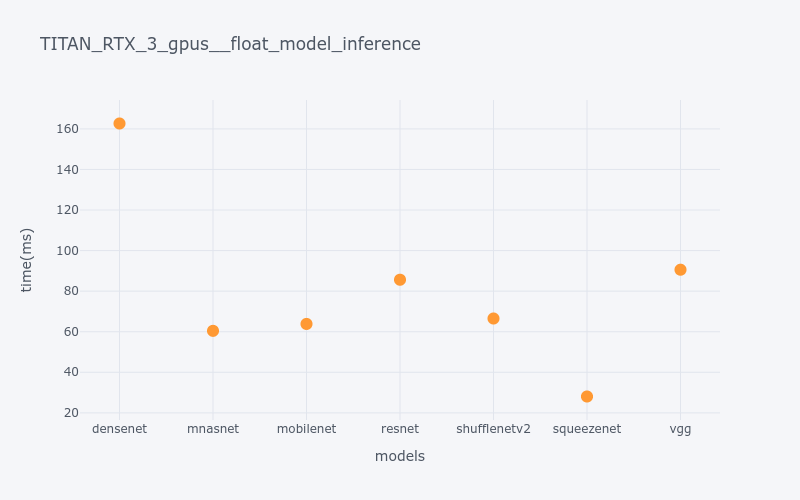 TITAN_RTX_3_gpus__float_model_inference
160
140
120
100
80
60
40
20
time(ms)
densenet mnasnet mobilenet resnet shufflenetv2 squeezenet vgg
models